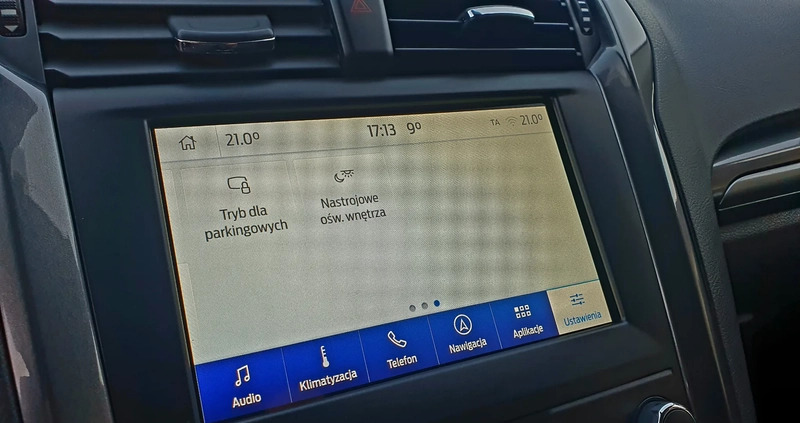 21.0°
17:13 9°
TA 21.0°
Tryb dla
parkingowych
Nastrojowe
ośw. wnętrza
Audio
Klimatyzacja
Telefon
Nawigacja
Aplikacje
Ustawienia